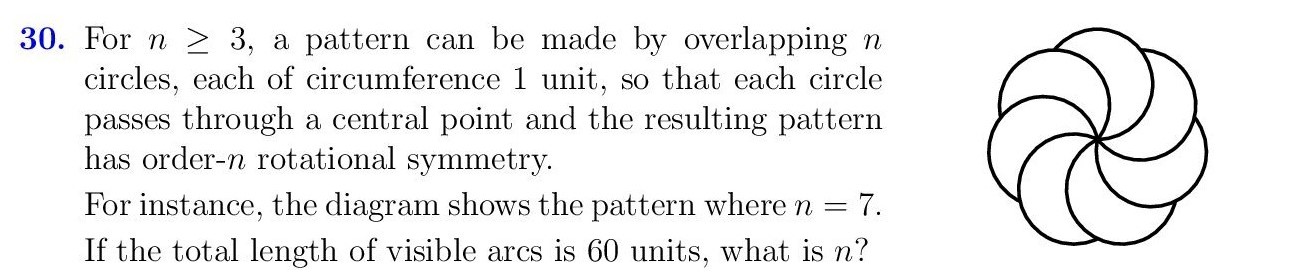 30. For n ≥ 3, a pattern can be made by overlapping n
circles, each of circumference 1 unit, so that each circle
passes through a central point and the resulting pattern
has order-n rotational symmetry.
For instance, the diagram shows the pattern where n = 7.
If the total length of visible arcs is 60 units, what is n?